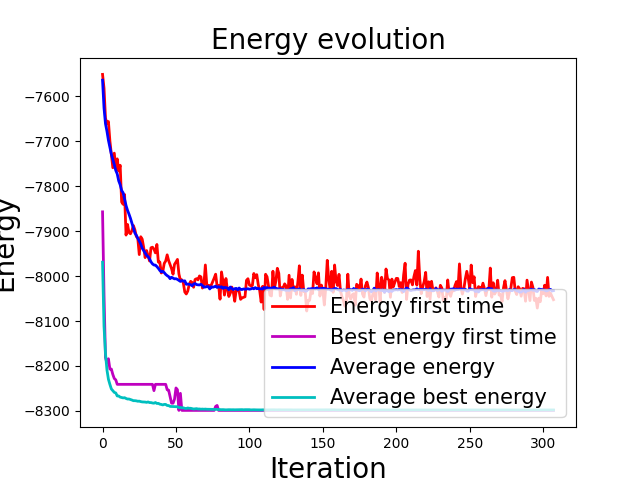 Energy evolution
Energy
−7600
−7700
−7800
−7900
−8000
−8100
−8200
−8300
Energy first time
Best energy first time
Average energy
Average best energy
0 50 100 150 200 250 300
Iteration